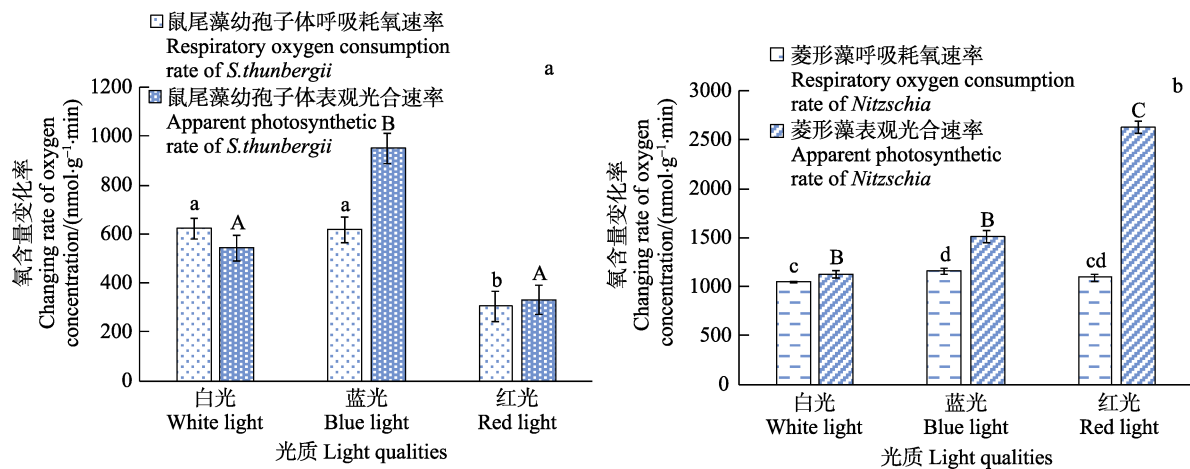 鼠尾藻幼孢子体呼吸耗氧速率
Respiratory oxygen consumption
rate of S.thunbergii
鼠尾藻幼孢子体表观光合速率
Apparent photosynthetic
rate of S.thunbergii
a
氧含量变化率
Changing rate of oxygen
concentration/(nmol·g⁻¹·min)
1200
1000
800
600
400
200
0
a
A
a
B
b
A
白光
White light
蓝光
Blue light
红光
Red light
光质 Light qualities
菱形藻呼吸耗氧速率
Respiratory oxygen consumption
rate of Nitzschia
菱形藻表观光合速率
Apparent photosynthetic
rate of Nitzschia
b
氧含量变化率
Changing rate of oxygen
concentration/(nmol·g⁻¹·min)
3000
2500
2000
1500
1000
500
0
c
B
d
B
cd
C
白光
White light
蓝光
Blue light
红光
Red light
光质 Light qualities